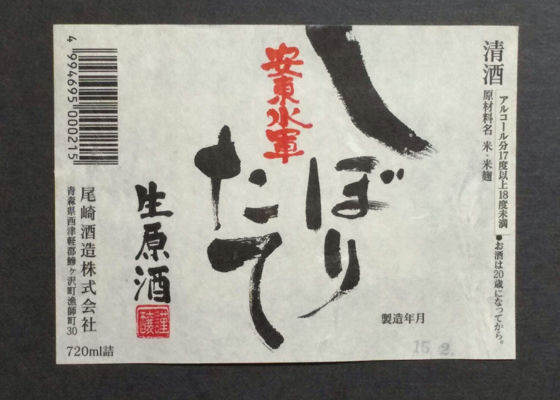 清酒
原材料名 米・米麹
アルコール分17度以上18度未満
●お酒は20歳になってから。
しぼり
たて
安東水軍
生原酒
謹醸
製造年月
15.2.
尾崎酒造株式会社
青森県西津軽郡鰺ヶ沢町漁師町30
720ml詰
4994695000215